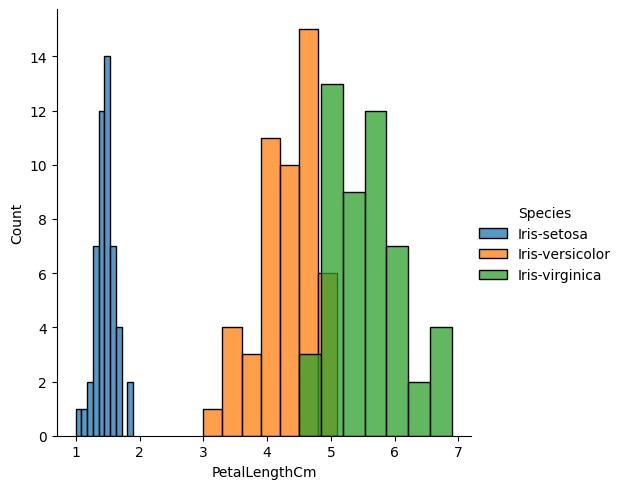 14
12
10
8
6
4
2
0
Count
1 2 3 4 5 6 7
PetalLengthCm
Species
Iris-setosa
Iris-versicolor
Iris-virginica